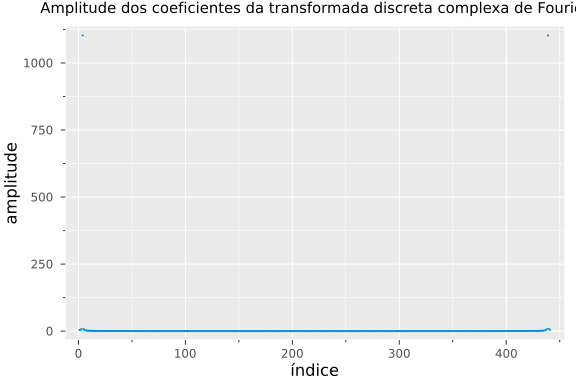 Amplitude dos coeficientes da transformada discreta complexa de Fourie
1000
750
500
250
0
amplitude
0 100 200 300 400
índice